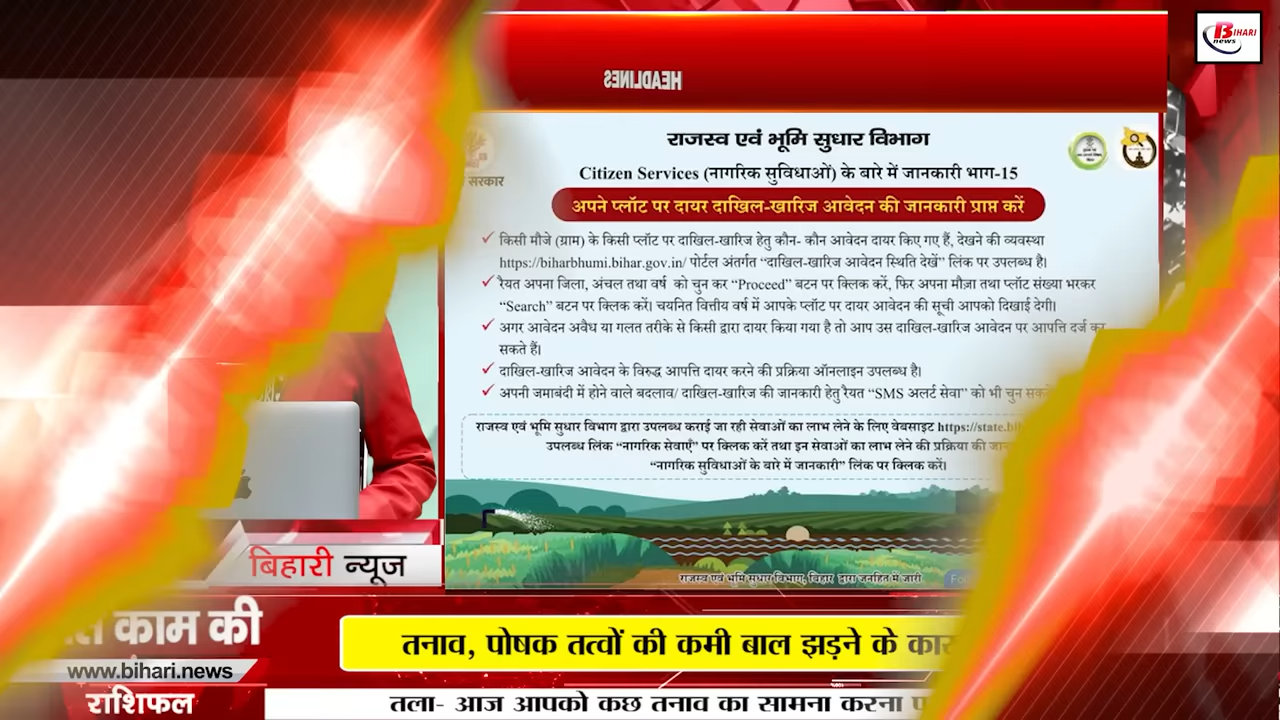 BIHARI
news
HEADLINES
राजस्व एवं भूमि सुधार विभाग
सरकार
Citizen Services (नागरिक सुविधाओं) के बारे में जानकारी भाग-15
अपने प्लॉट पर दायर दाखिल-खारिज आवेदन की जानकारी प्राप्त करें
किसी मौजे (ग्राम) के किसी प्लॉट पर दाखिल-खारिज हेतु कौन- कौन आवेदन दायर किए गए हैं, देखने की व्यवस्था
https://biharbhumi.bihar.gov.in/ पोर्टल अंतर्गत “दाखिल-खारिज आवेदन स्थिति देखें” लिंक पर उपलब्ध है।
रैयत अपना जिला, अंचल तथा वर्ष को चुन कर “Proceed” बटन पर क्लिक करें, फिर अपना मौज़ा तथा प्लॉट संख्या भरकर
“Search” बटन पर क्लिक करें। चयनित वित्तीय वर्ष में आपके प्लॉट पर दायर आवेदन की सूची आपको दिखाई देगी।
अगर आवेदन अवैध या गलत तरीके से किसी द्वारा दायर किया गया है तो आप उस दाखिल-खारिज आवेदन पर आपत्ति दर्ज कर
सकते हैं।
दाखिल-खारिज आवेदन के विरुद्ध आपत्ति दायर करने की प्रक्रिया ऑनलाइन उपलब्ध है।
अपनी जमाबंदी में होने वाले बदलाव/ दाखिल-खारिज की जानकारी हेतु रैयत “SMS अलर्ट सेवा” को भी चुन सकते
राजस्व एवं भूमि सुधार विभाग द्वारा उपलब्ध कराई जा रही सेवाओं का लाभ लेने के लिए वेबसाइट https://state.bih
उपलब्ध लिंक “नागरिक सेवाएँ” पर क्लिक करें तथा इन सेवाओं का लाभ लेने की प्रक्रिया की जान
“नागरिक सुविधाओं के बारे में जानकारी” लिंक पर क्लिक करें।
राजस्व एवं भूमि सुधार विभाग, बिहार द्वारा जनहित में जारी
बिहारी न्यूज
काम की
तनाव, पोषक तत्वों की कमी बाल झड़ने के कार
www.bihari.news
राशिफल
तुला- आज आपको कुछ तनाव का सामना करना प